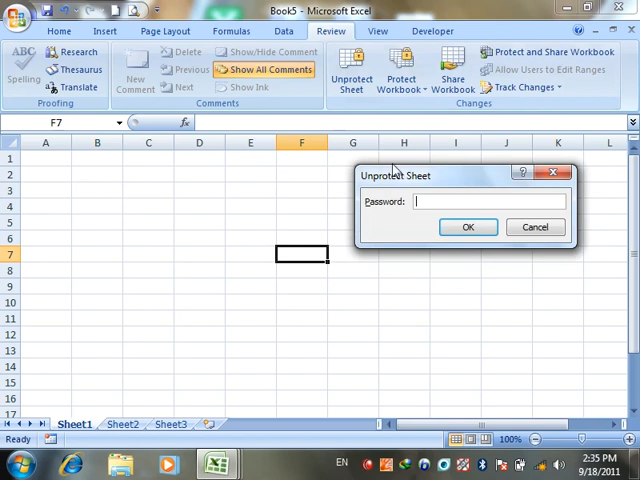 Book5 - Microsoft Excel
Home Insert Page Layout Formulas Data Review View Developer
ABC Spelling
Research
Thesaurus
Translate
Proofing
New Comment
Delete
Previous
Next
Show/Hide Comment
Show All Comments
Show Ink
Comments
Unprotect Sheet
Protect Workbook
Share Workbook
Protect and Share Workbook
Allow Users to Edit Ranges
Track Changes
Changes
F7 fx
A B C D E F G H I J K L
1
2
3
4
5
6
7
8
9
10
11
12
13
14
15
16
17
Unprotect Sheet ?
Password:
OK Cancel
Sheet1 Sheet2 Sheet3
Ready 100%
EN 2:35 PM
9/18/2011